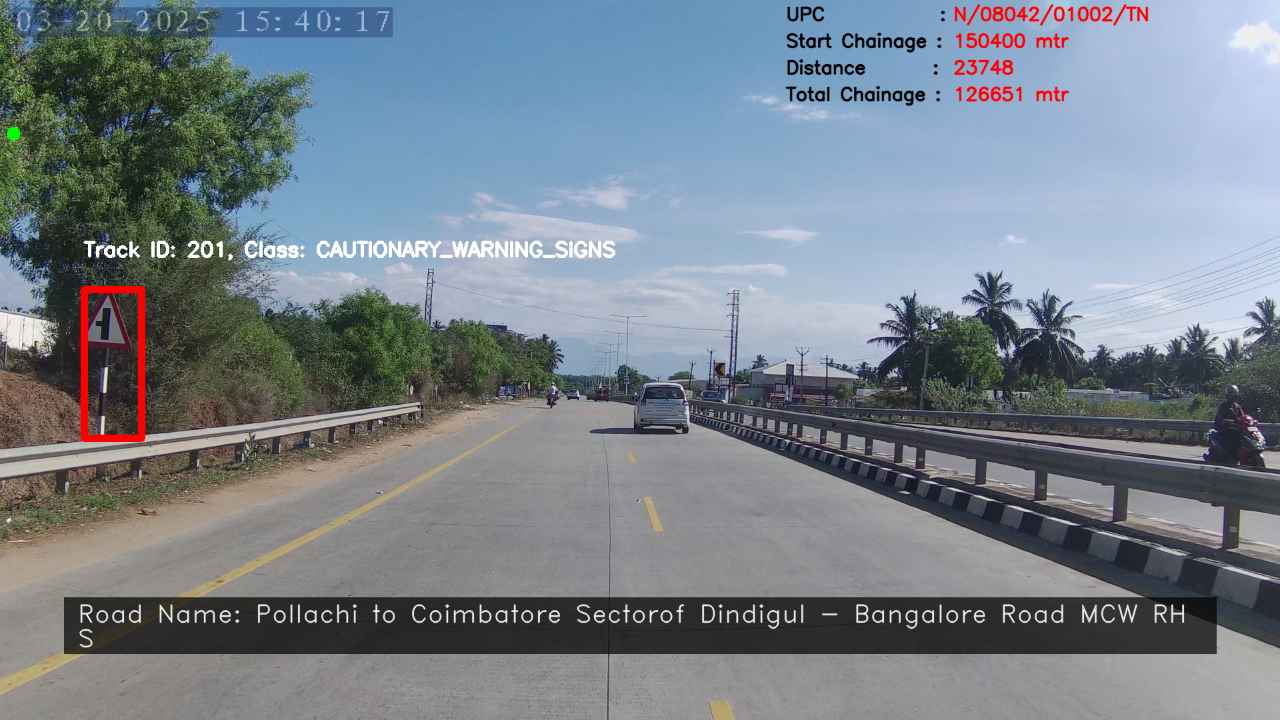 03-20-2025 15:40:17
UPC : N/08042/01002/TN
Start Chainage : 150400 mtr
Distance : 23748
Total Chainage : 126651 mtr
Track ID: 201, Class: CAUTIONARY_WARNING_SIGNS
Road Name: Pollachi to Coimbatore Sectorof Dindigul - Bangalore Road MCW RH
S